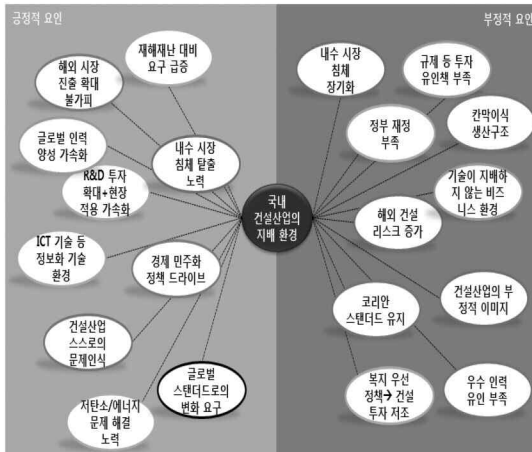 긍정적 요인
부정적 요인
재해재난 대비
요구 급증
해외 시장
진출 확대
불가피
글로벌 인력
양성 가속화
내수 시장
침체 탈출
노력
R&D 투자
확대+현장
적용 가속화
ICT 기술 등
정보화 기술
환경
경제 민주화
정책 드라이브
건설산업
스스로의
문제인식
글로벌
스탠더드로의
변화 요구
저탄소/에너지
문제 해결
노력
국내
건설산업의
지배 환경
내수 시장
침체
장기화
규제 등 투자
유인책 부족
정부 재정
부족
칸막이식
생산구조
기술이 지배하
지 않는 비즈
니스 환경
해외 건설
리스크 증가
코리안
스탠더드 유지
건설산업의 부
정적 이미지
복지 우선
정책→ 건설
투자 저조
우수 인력
유인 부족